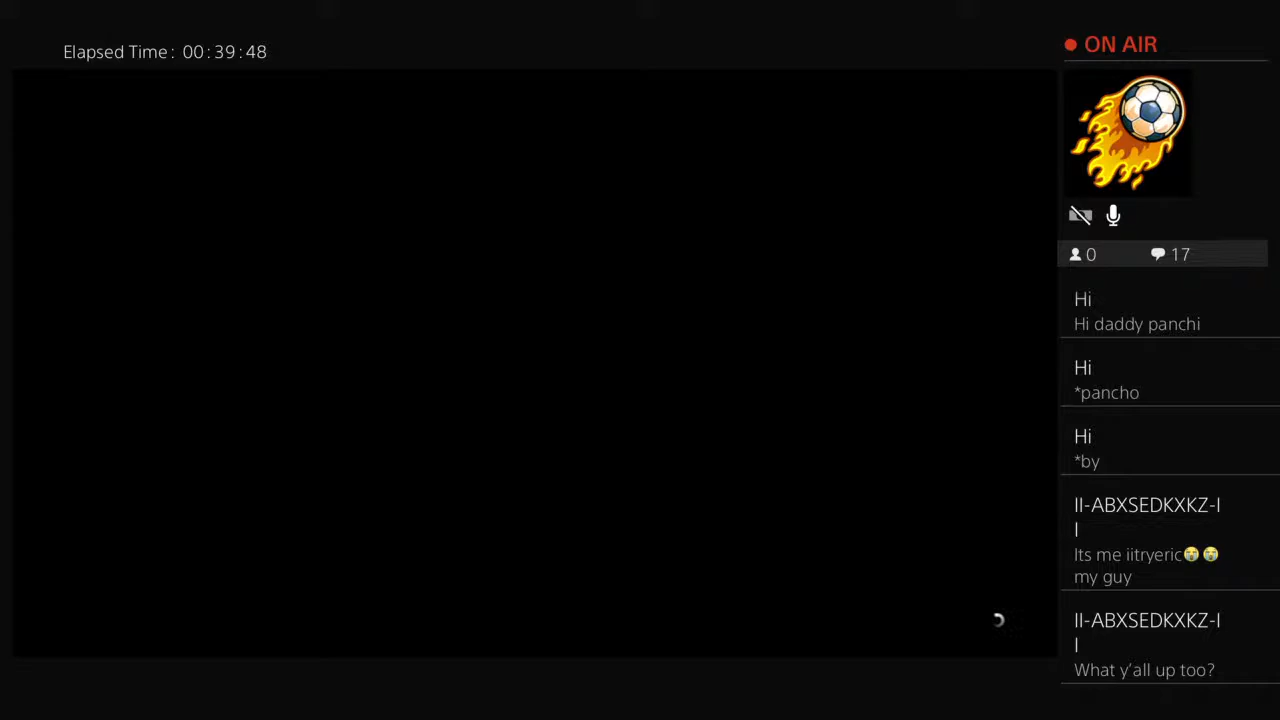 Elapsed Time: 00:39:48
ON AIR
0 17
Hi
Hi daddy panchi
Hi
*pancho
Hi
*by
II-ABXSEDKXKZ-I
I
Its me iitryeric😭😭
my guy
II-ABXSEDKXKZ-I
I
What y'all up too?